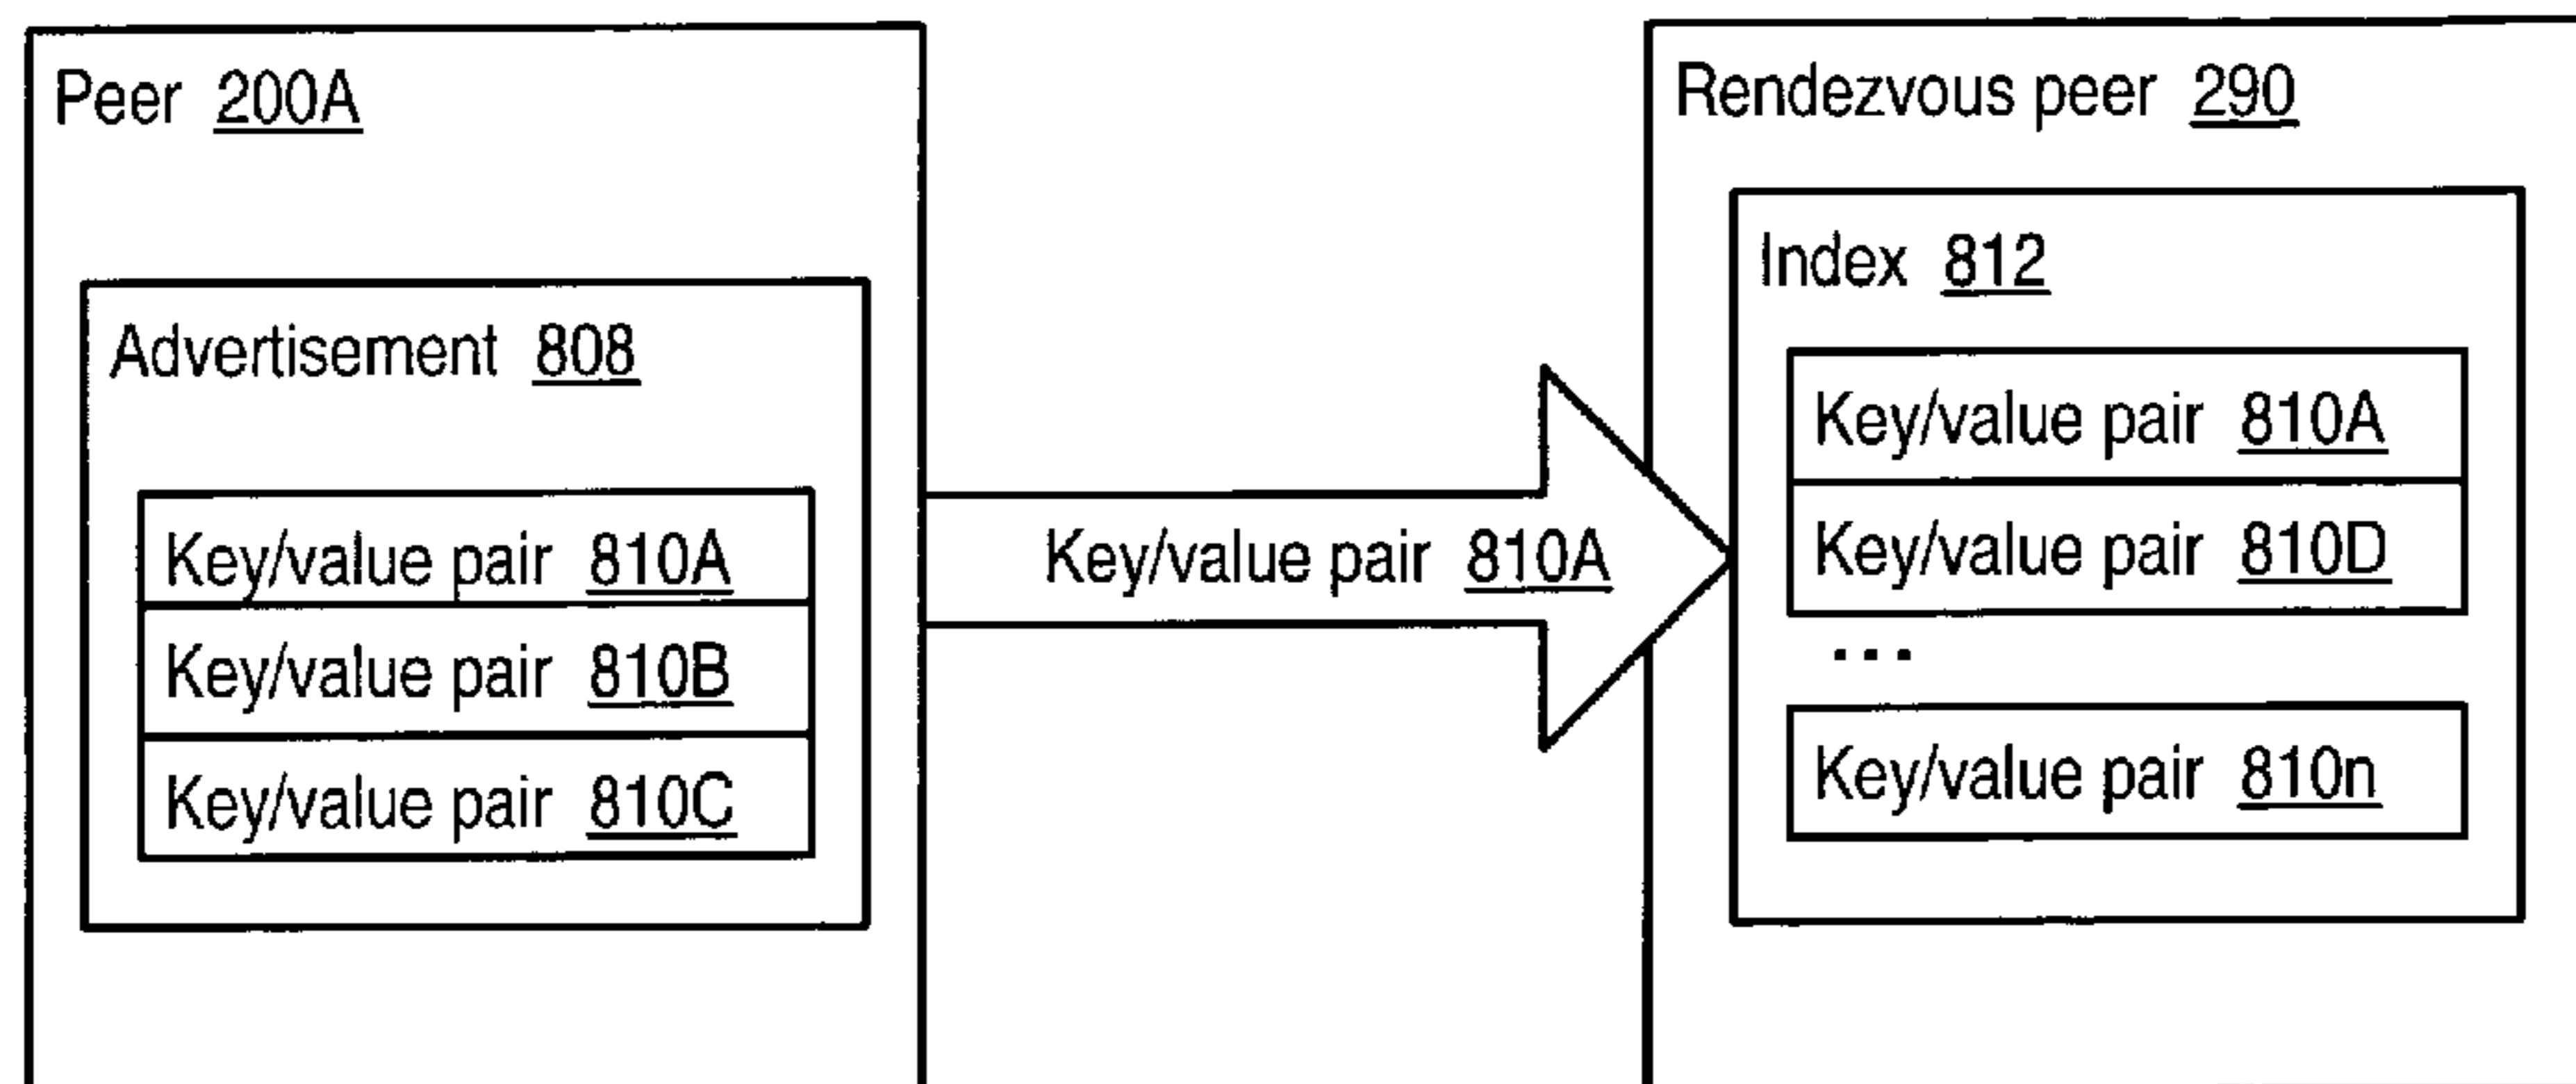 Peer 200A
Advertisement 808
Key/value pair 810A
Key/value pair 810B
Key/value pair 810C
Key/value pair 810A
Rendezvous peer 290
Index 812
Key/value pair 810A
Key/value pair 810D
...
Key/value pair 810n